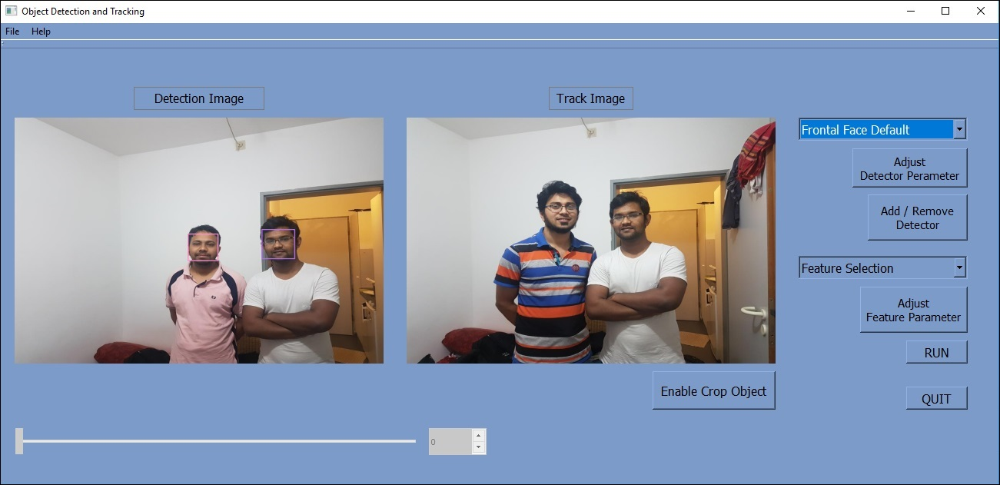 Object Detection and Tracking
File Help
Detection Image
Track Image
Frontal Face Default
Adjust
Detector Perameter
Add / Remove
Detector
Feature Selection
Adjust
Feature Parameter
RUN
Enable Crop Object
QUIT
0